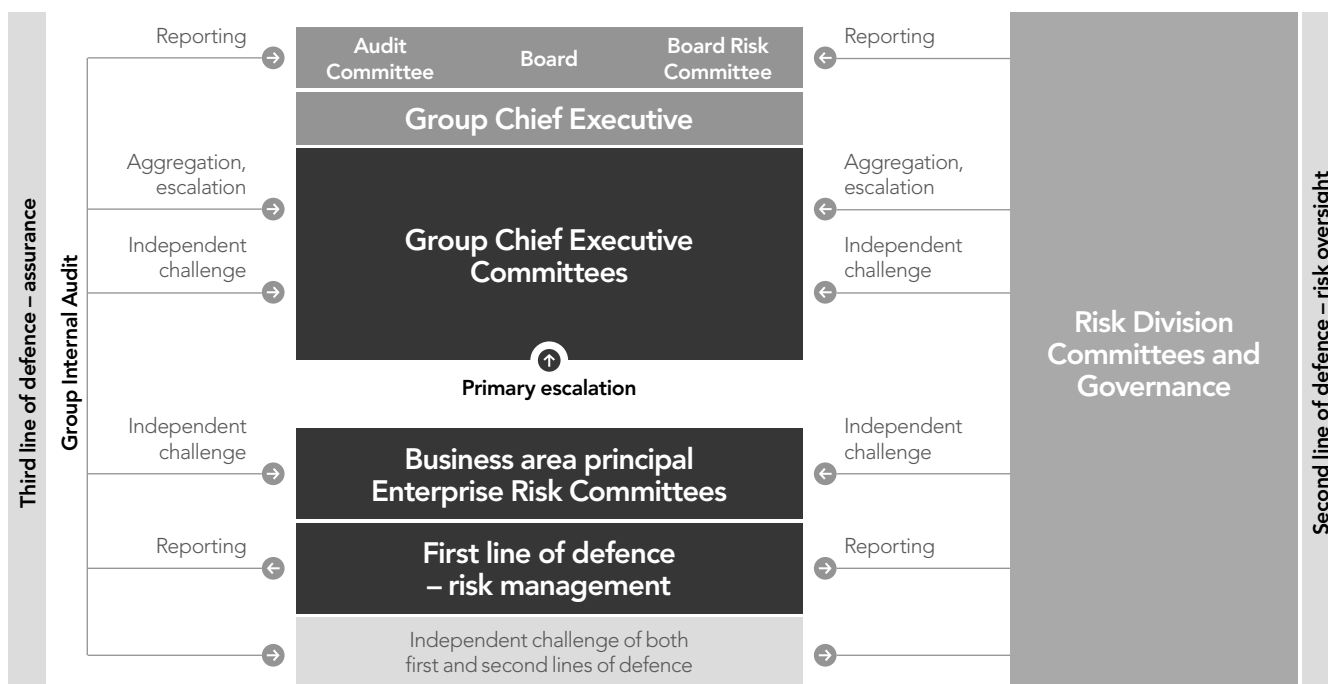 Third line of defence – assurance
Group Internal Audit
Reporting
Aggregation,
escalation
Independent
challenge
Independent
challenge
Reporting
Audit
Committee
Board
Board Risk
Committee
Group Chief Executive
Group Chief Executive
Committees
Primary escalation
Business area principal
Enterprise Risk Committees
First line of defence
– risk management
Independent challenge of both
first and second lines of defence
Reporting
Aggregation,
escalation
Independent
challenge
Independent
challenge
Reporting
Risk Division
Committees and
Governance
Second line of defence – risk oversight